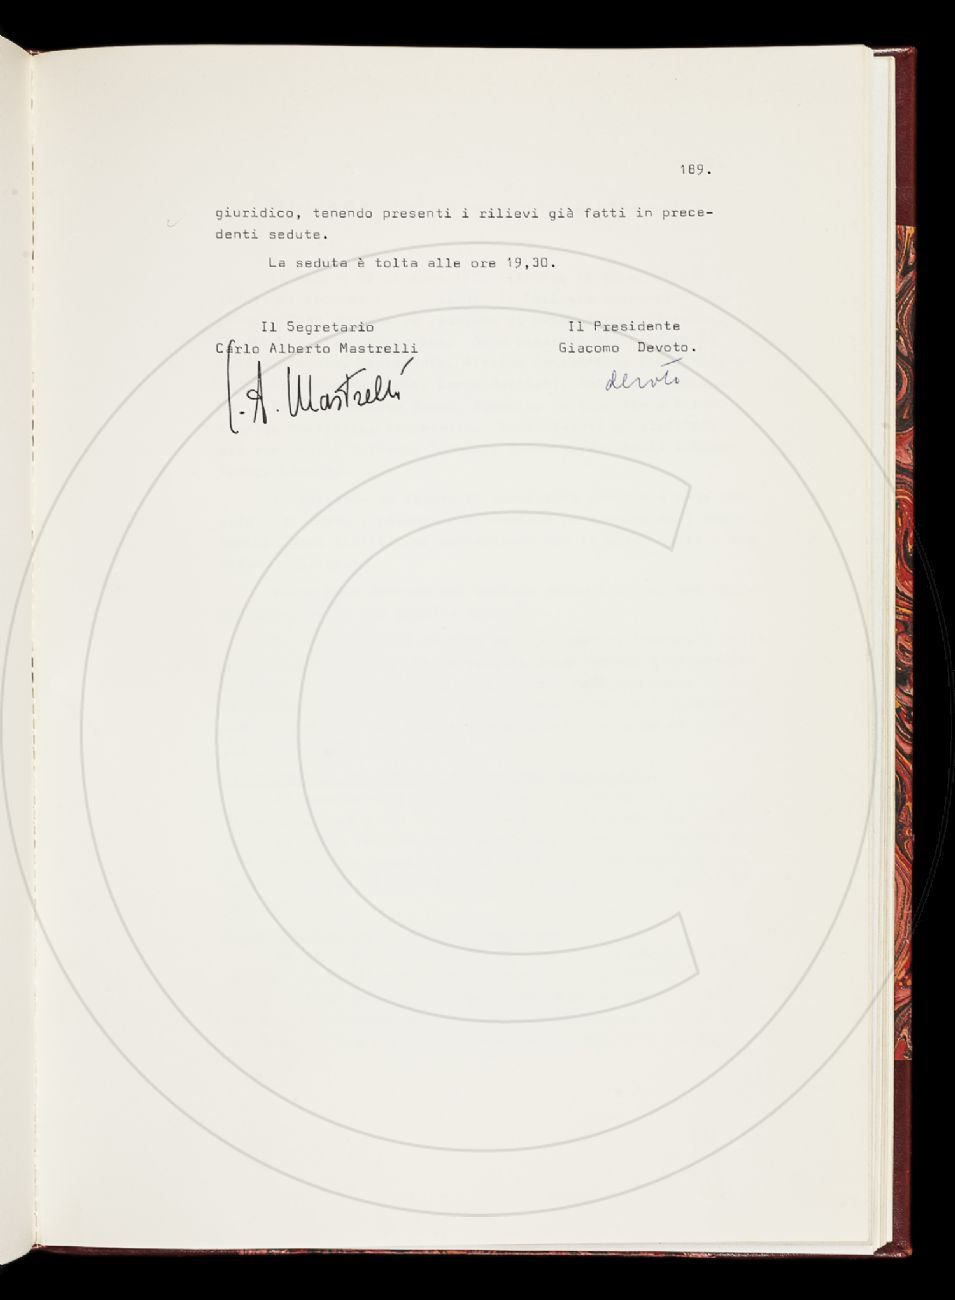 189.
giuridico, tenendo presenti i rilievi già fatti in prece-
denti sedute.
La seduta è tolta alle ore 19,30.
Il Segretario Il Presidente
Carlo Alberto Mastrelli Giacomo Devoto.
C. A. Mastrelli devoto